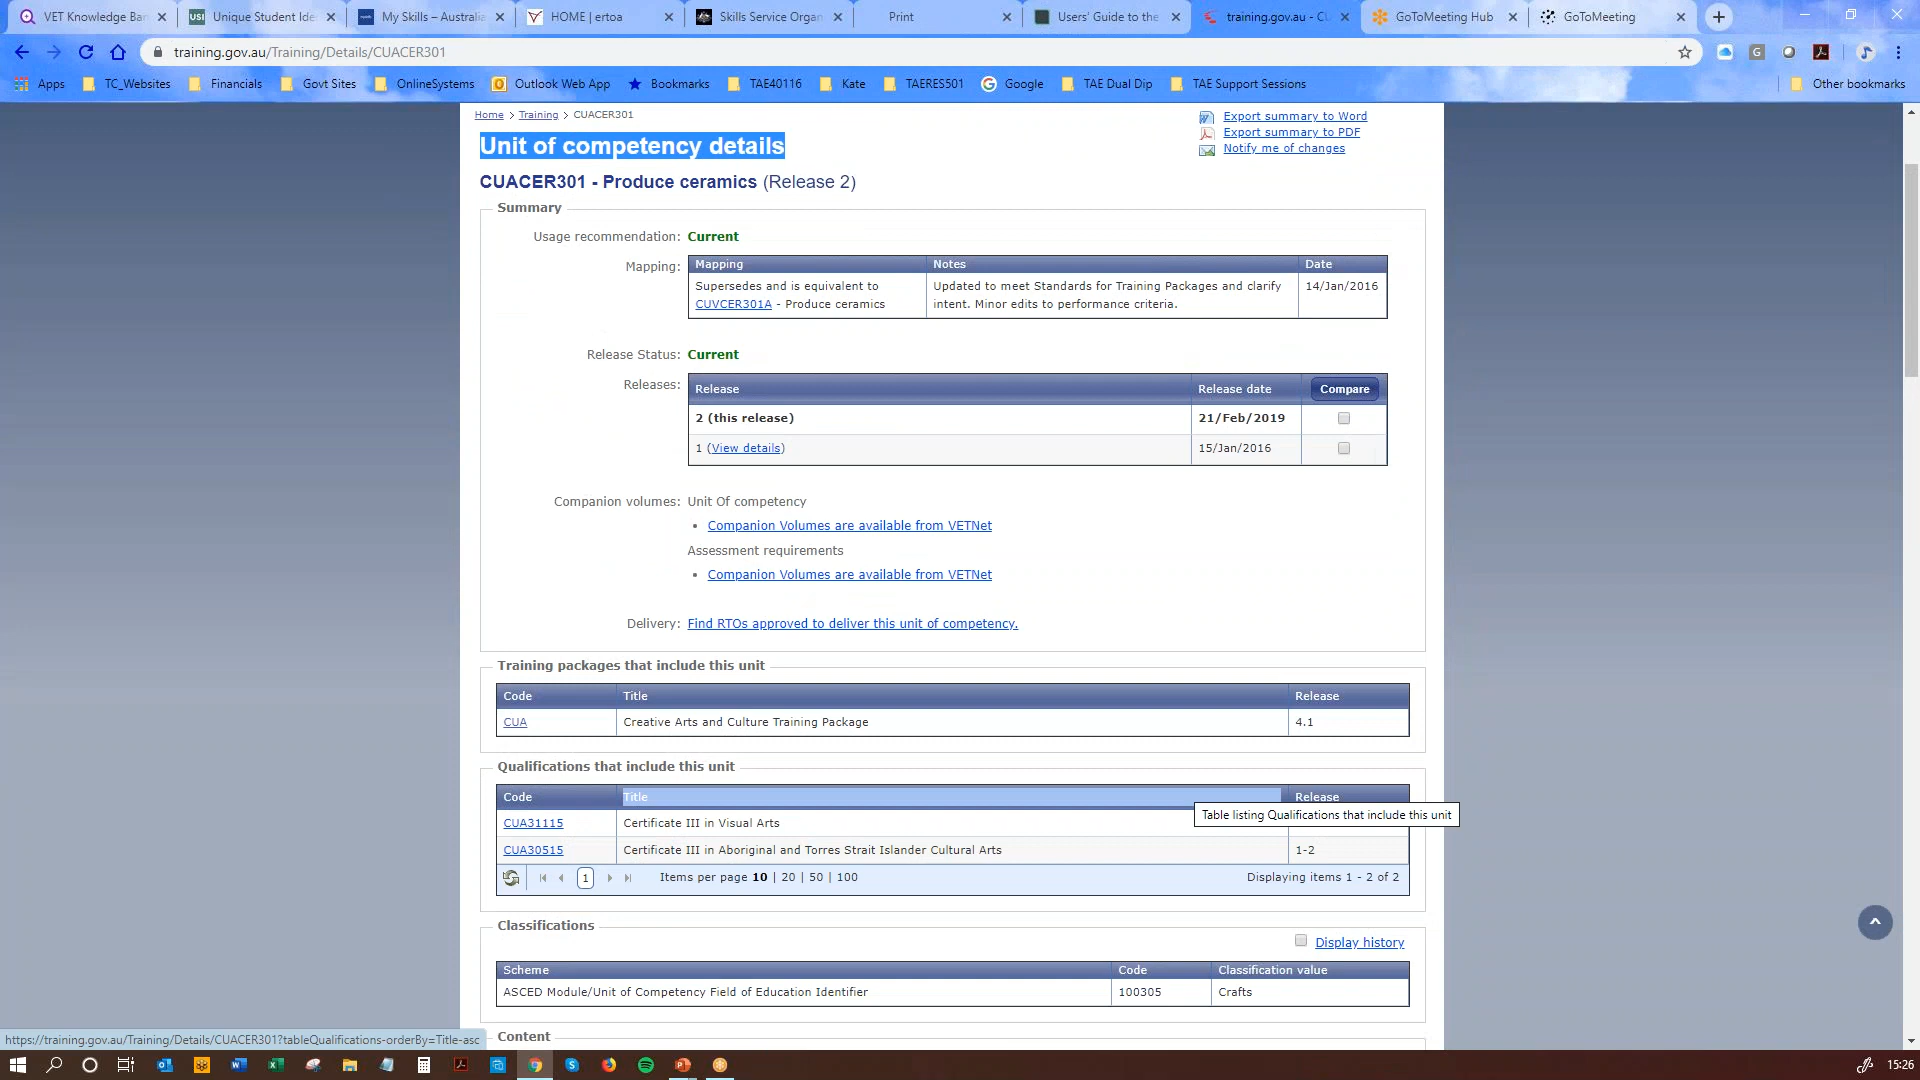 VET Knowledge Ban
Unique Student Ide
My Skills – Australia
HOME | ertoa
Skills Service Organ
Print
Users' Guide to the
training.gov.au - CU
GoToMeeting Hub
GoToMeeting
training.gov.au/Training/Details/CUACER301
Apps
TC_Websites
Financials
Govt Sites
OnlineSystems
Outlook Web App
Bookmarks
TAE40116
Kate
TAERES501
Google
TAE Dual Dip
TAE Support Sessions
Other bookmarks
Home > Training > CUACER301
Export summary to Word
Export summary to PDF
Notify me of changes
Unit of competency details
CUACER301 - Produce ceramics (Release 2)
Summary
Usage recommendation: Current
Mapping:
Mapping Notes Date
Supersedes and is equivalent to
CUVCER301A - Produce ceramics
Updated to meet Standards for Training Packages and clarify
intent. Minor edits to performance criteria.
14/Jan/2016
Release Status: Current
Releases:
Release Release date Compare
2 (this release) 21/Feb/2019
1 (View details) 15/Jan/2016
Companion volumes: Unit Of competency
• Companion Volumes are available from VETNet
Assessment requirements
• Companion Volumes are available from VETNet
Delivery: Find RTOs approved to deliver this unit of competency.
Training packages that include this unit
Code Title Release
CUA Creative Arts and Culture Training Package 4.1
Qualifications that include this unit
Code Title Release
Table listing Qualifications that include this unit
CUA31115 Certificate III in Visual Arts
CUA30515 Certificate III in Aboriginal and Torres Strait Islander Cultural Arts 1-2
1 Items per page 10 | 20 | 50 | 100 Displaying items 1 - 2 of 2
Classifications
Display history
Scheme Code Classification value
ASCED Module/Unit of Competency Field of Education Identifier 100305 Crafts
Content
https://training.gov.au/Training/Details/CUACER301?tableQualifications-orderBy=Title-asc
15:26